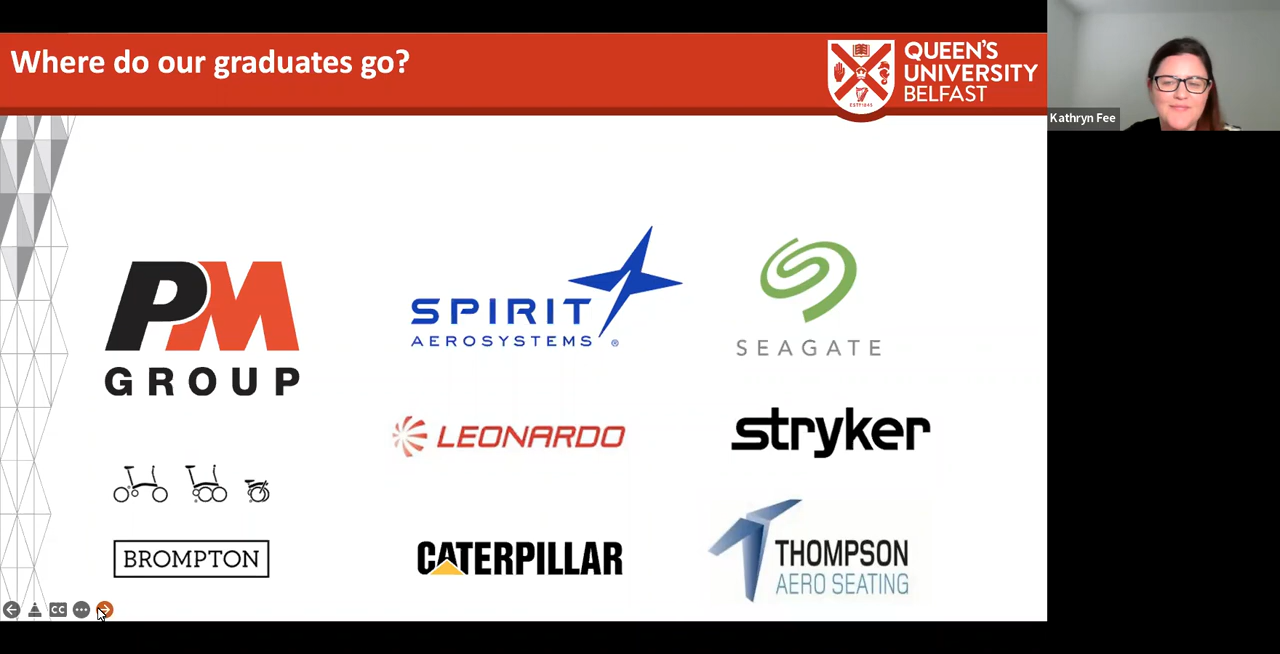 Where do our graduates go?
QUEEN'S
UNIVERSITY
BELFAST
ESTD1845
Kathryn Fee
PM
GROUP
SPIRIT
AEROSYSTEMS ®
SEAGATE
LEONARDO
stryker
BROMPTON
CATERPILLAR
THOMPSON
AERO SEATING
CC